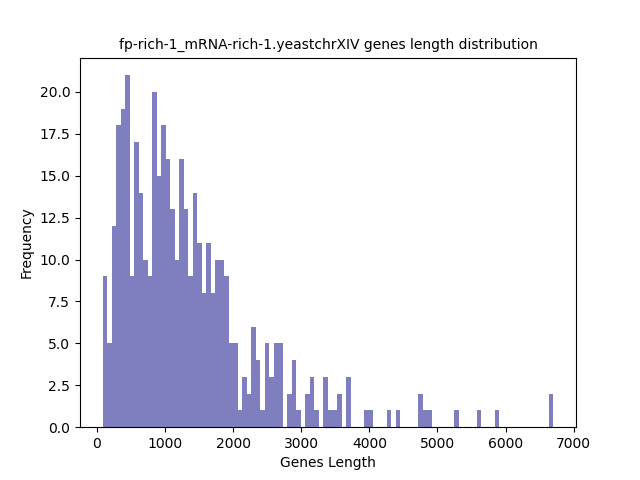 fp-rich-1_mRNA-rich-1.yeastchrXIV genes length distribution
20.0
17.5
15.0
12.5
10.0
7.5
5.0
2.5
0.0
Frequency
0 1000 2000 3000 4000 5000 6000 7000
Genes Length